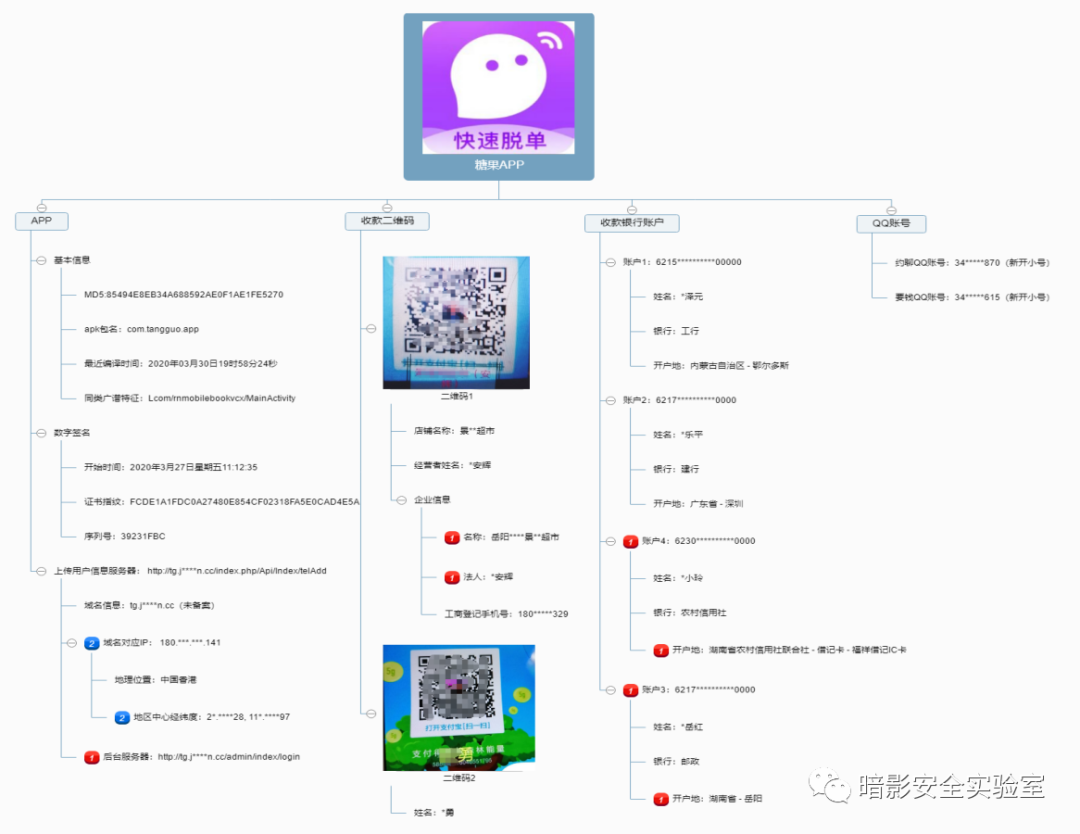 快速脱单
糖果APP
APP
基本信息
MD5:85494E8EB34A688592AE0F1AE1FE5270
apk包名：com.tangguo.app
最近编译时间：2020年03月30日19时58分24秒
同类广谱特征：Lcom/rnmobilebookvcx/MainActivity
数字签名
开始时间：2020年3月27日星期五11:12:35
证书指纹：FCDE1A1FDC0A27480E854CF02318FA5E0CAD4E5A
序列号：39231FBC
上传用户信息服务器：http://tg.j****n.cc/index.php/Api/Index/telAdd
域名信息：tg.j****n.cc（未备案）
2 域名对应IP：180.***.***.141
地理位置：中国香港
2 地区中心经纬度：2*.****28, 11*.****97
1 后台服务器：http://tg.j****n.cc/admin/index/login
收款二维码
打开支付宝[扫一扫]
二维码1
店铺名称：景**超市
经营者姓名：*安辉
企业信息
1 名称：岳阳****景**超市
1 法人：*安辉
工商登记手机号：180*****329
5g
5g
打开支付宝[扫一扫]
勇
二维码2
姓名：*勇
收款银行账户
账户1：6215**********00000
姓名：*泽元
银行：工行
开户地：内蒙古自治区 - 鄂尔多斯
账户2：6217**********0000
姓名：*乐平
银行：建行
开户地：广东省 - 深圳
1 账户4：6230**********0000
姓名：*小玲
银行：农村信用社
1 开户地：湖南省农村信用社联合社 - 借记卡 - 福祥借记IC卡
1 账户3：6217**********0000
姓名：*岳红
银行：邮政
1 开户地：湖南省 - 岳阳
QQ账号
约聊QQ账号：34*****870（新开小号）
要钱QQ账号：34*****615（新开小号）
暗影安全实验室